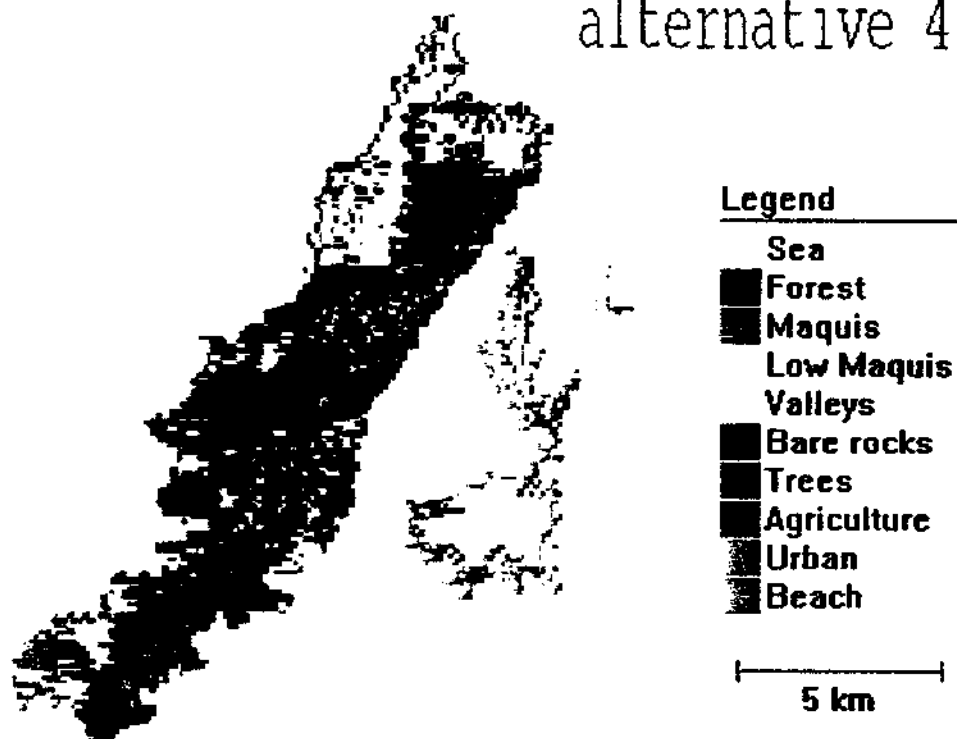 alternative 4
Legend
Sea
Forest
Maquis
Low Maquis
Valleys
Bare rocks
Trees
Agriculture
Urban
Beach
5 km